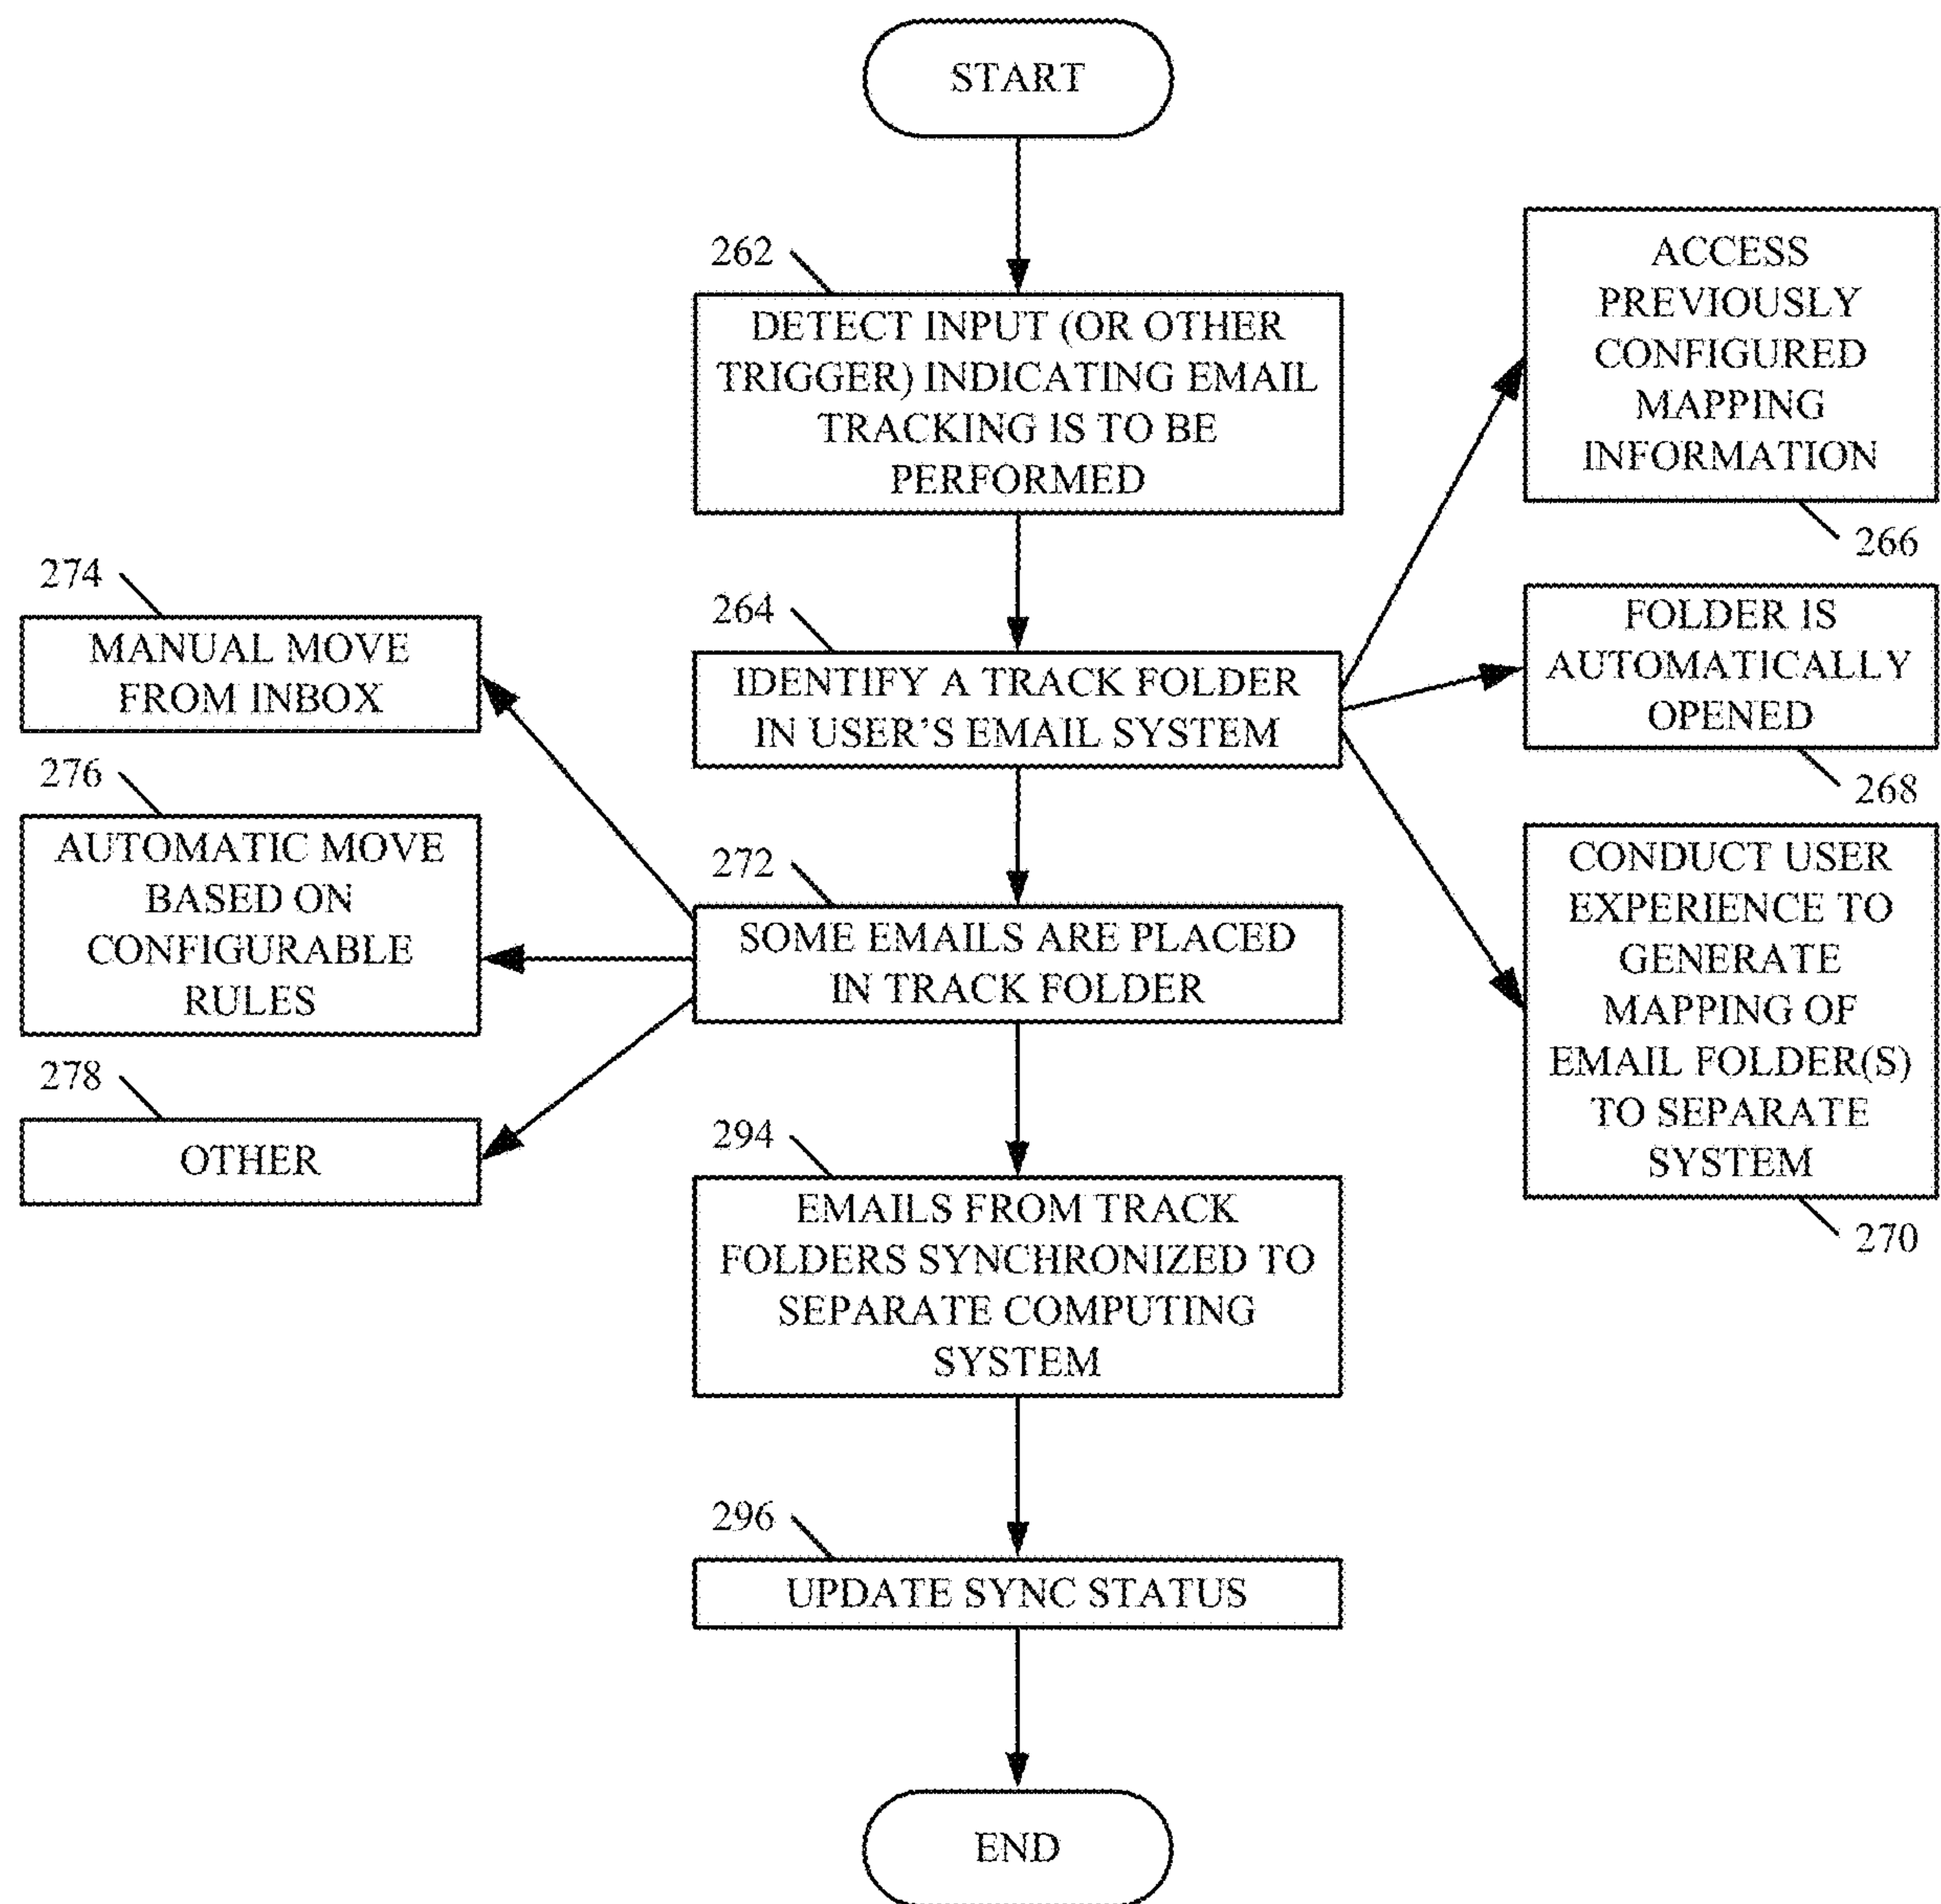 START
262
DETECT INPUT (OR OTHER
TRIGGER) INDICATING EMAIL
TRACKING IS TO BE
PERFORMED
264
IDENTIFY A TRACK FOLDER
IN USER'S EMAIL SYSTEM
ACCESS
PREVIOUSLY
CONFIGURED
MAPPING
INFORMATION
266
FOLDER IS
AUTOMATICALLY
OPENED
268
CONDUCT USER
EXPERIENCE TO
GENERATE
MAPPING OF
EMAIL FOLDER(S)
TO SEPARATE
SYSTEM
270
272
SOME EMAILS ARE PLACED
IN TRACK FOLDER
274
MANUAL MOVE
FROM INBOX
276
AUTOMATIC MOVE
BASED ON
CONFIGURABLE
RULES
278
OTHER
294
EMAILS FROM TRACK
FOLDERS SYNCHRONIZED TO
SEPARATE COMPUTING
SYSTEM
296
UPDATE SYNC STATUS
END